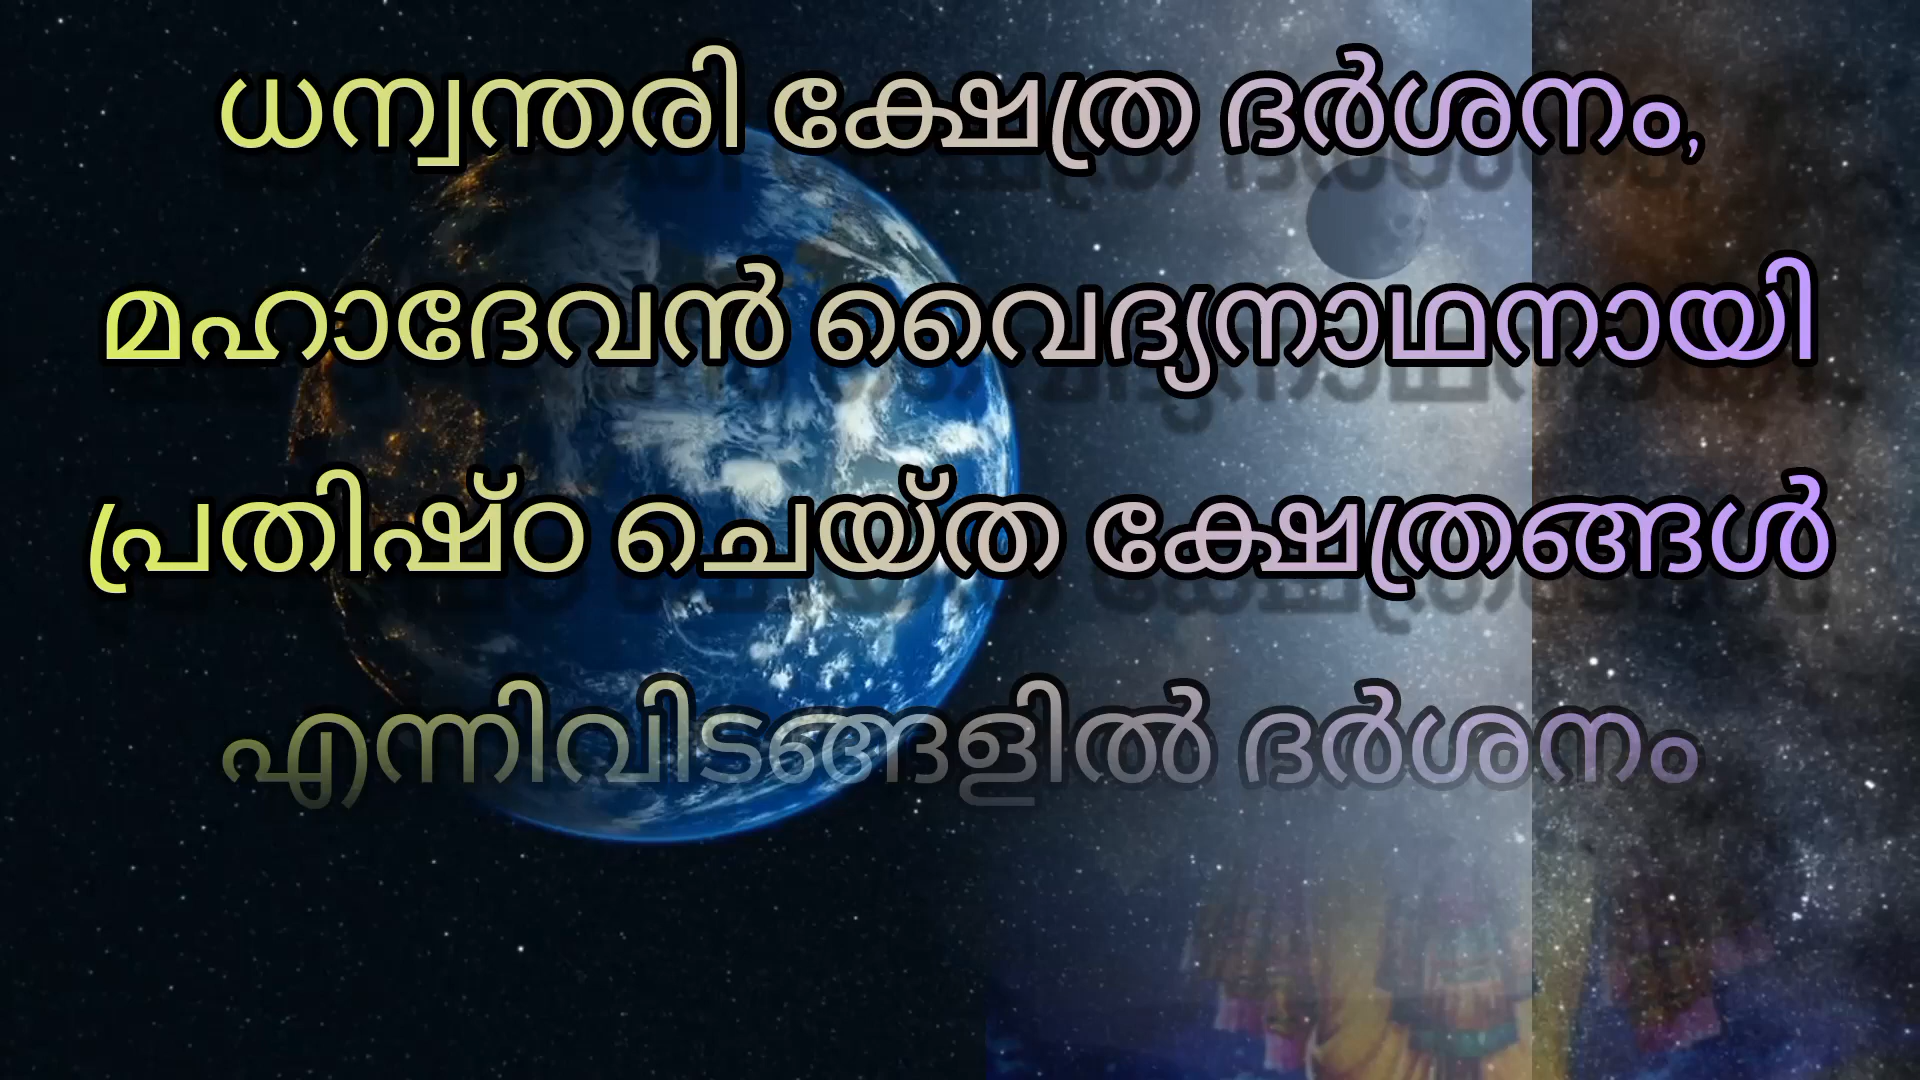 ധന്വന്തരി ക്ഷേത്ര ദർശനം,
മഹാദേവൻ വൈദ്യനാഥനായി
പ്രതിഷ്ഠ ചെയ്ത ക്ഷേത്രങ്ങൾ
എന്നിവിടങ്ങളിൽ ദർശനം